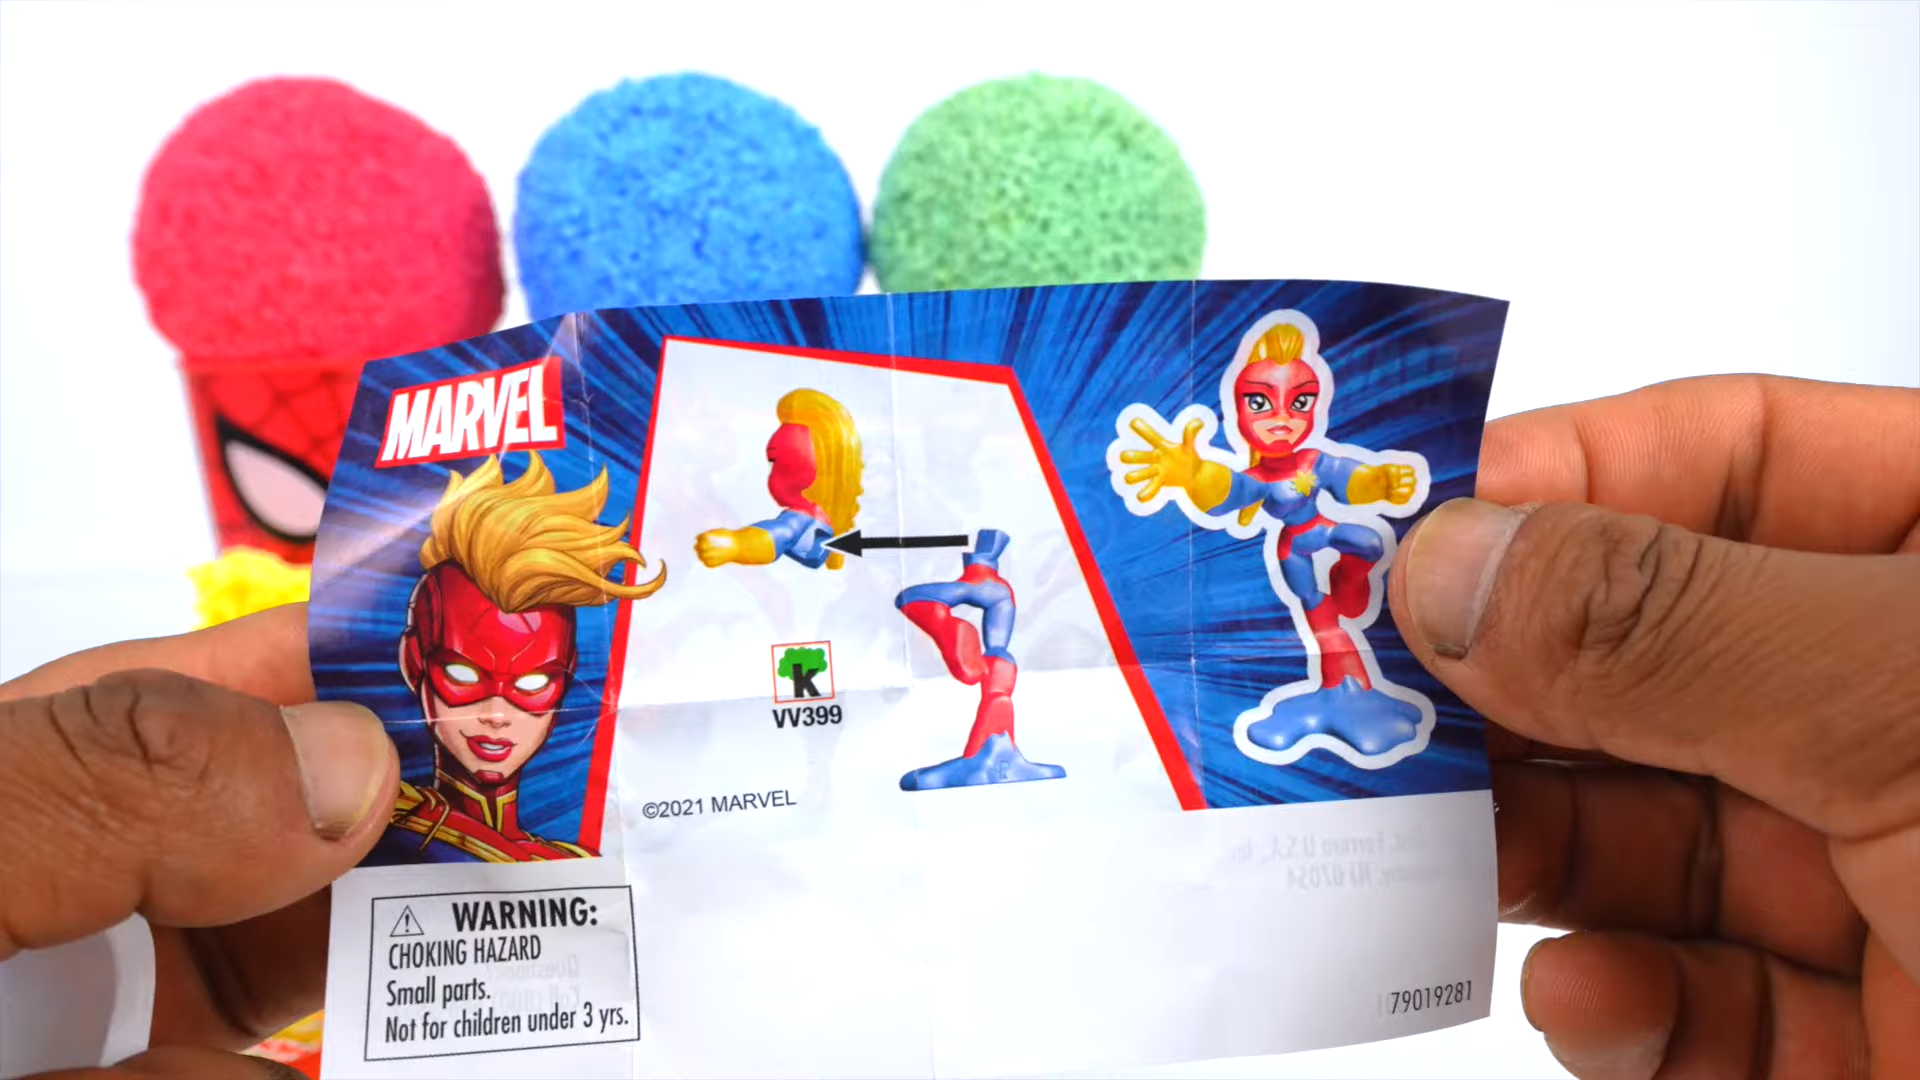 MARVEL
k
VV399
©2021 MARVEL
WARNING:
CHOKING HAZARD
Small parts.
Not for children under 3 yrs.
79019281